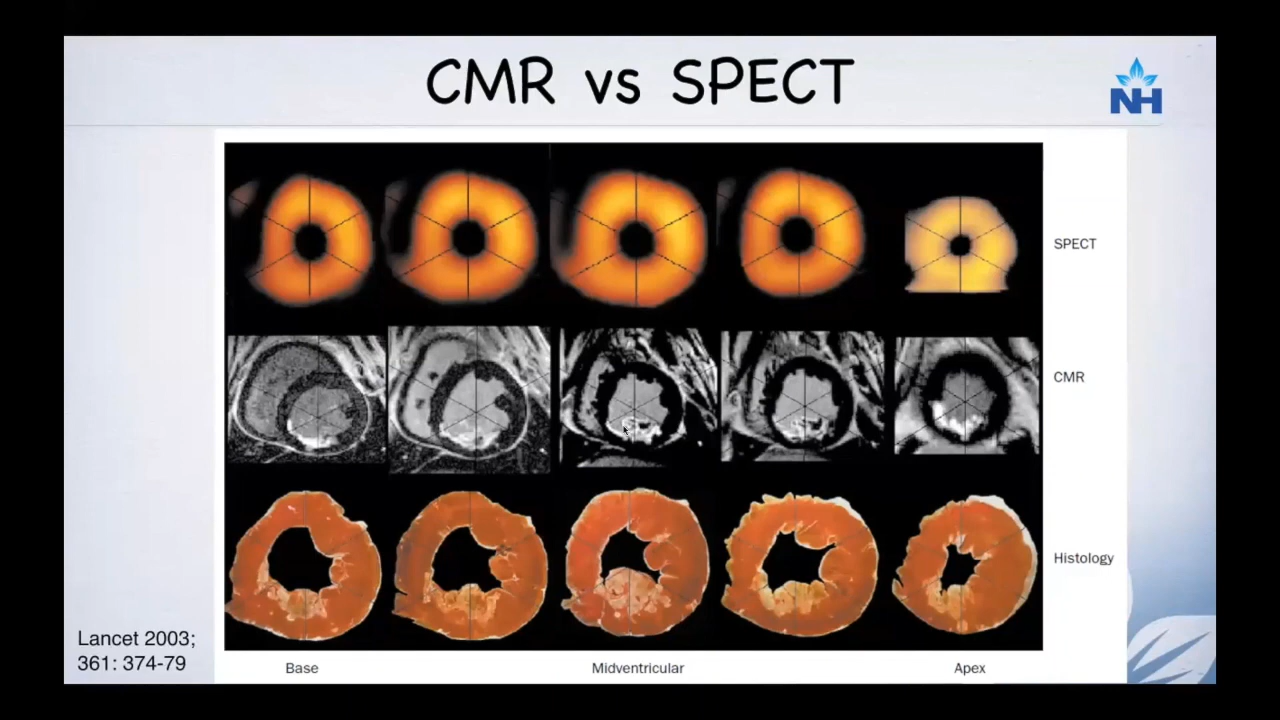 CMR vs SPECT
NH
SPECT
CMR
Histology
Lancet 2003;
361: 374-79
Base
Midventricular
Apex